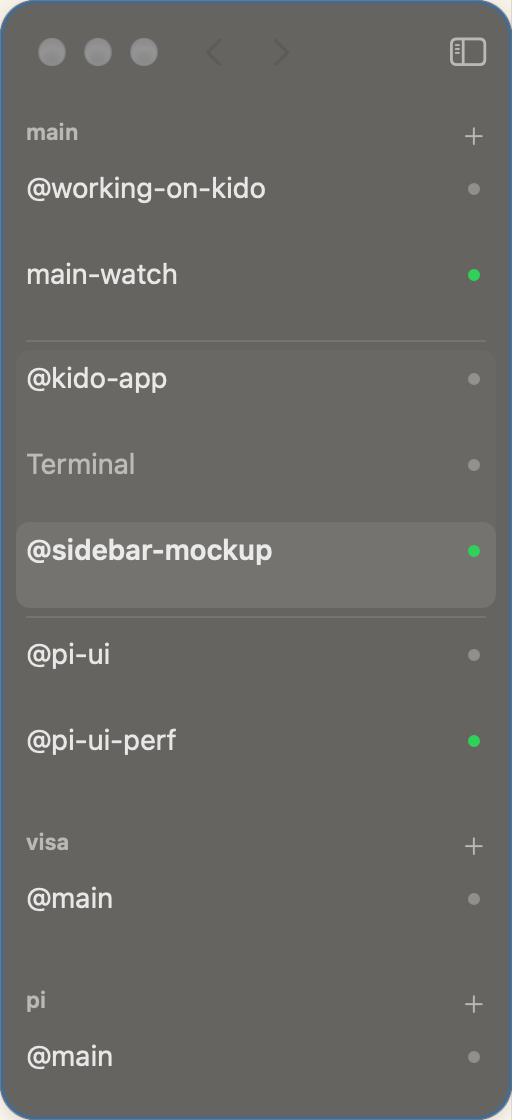 main
@working-on-kido
main-watch
@kido-app
Terminal
@sidebar-mockup
@pi-ui
@pi-ui-perf
visa
@main
pi
@main